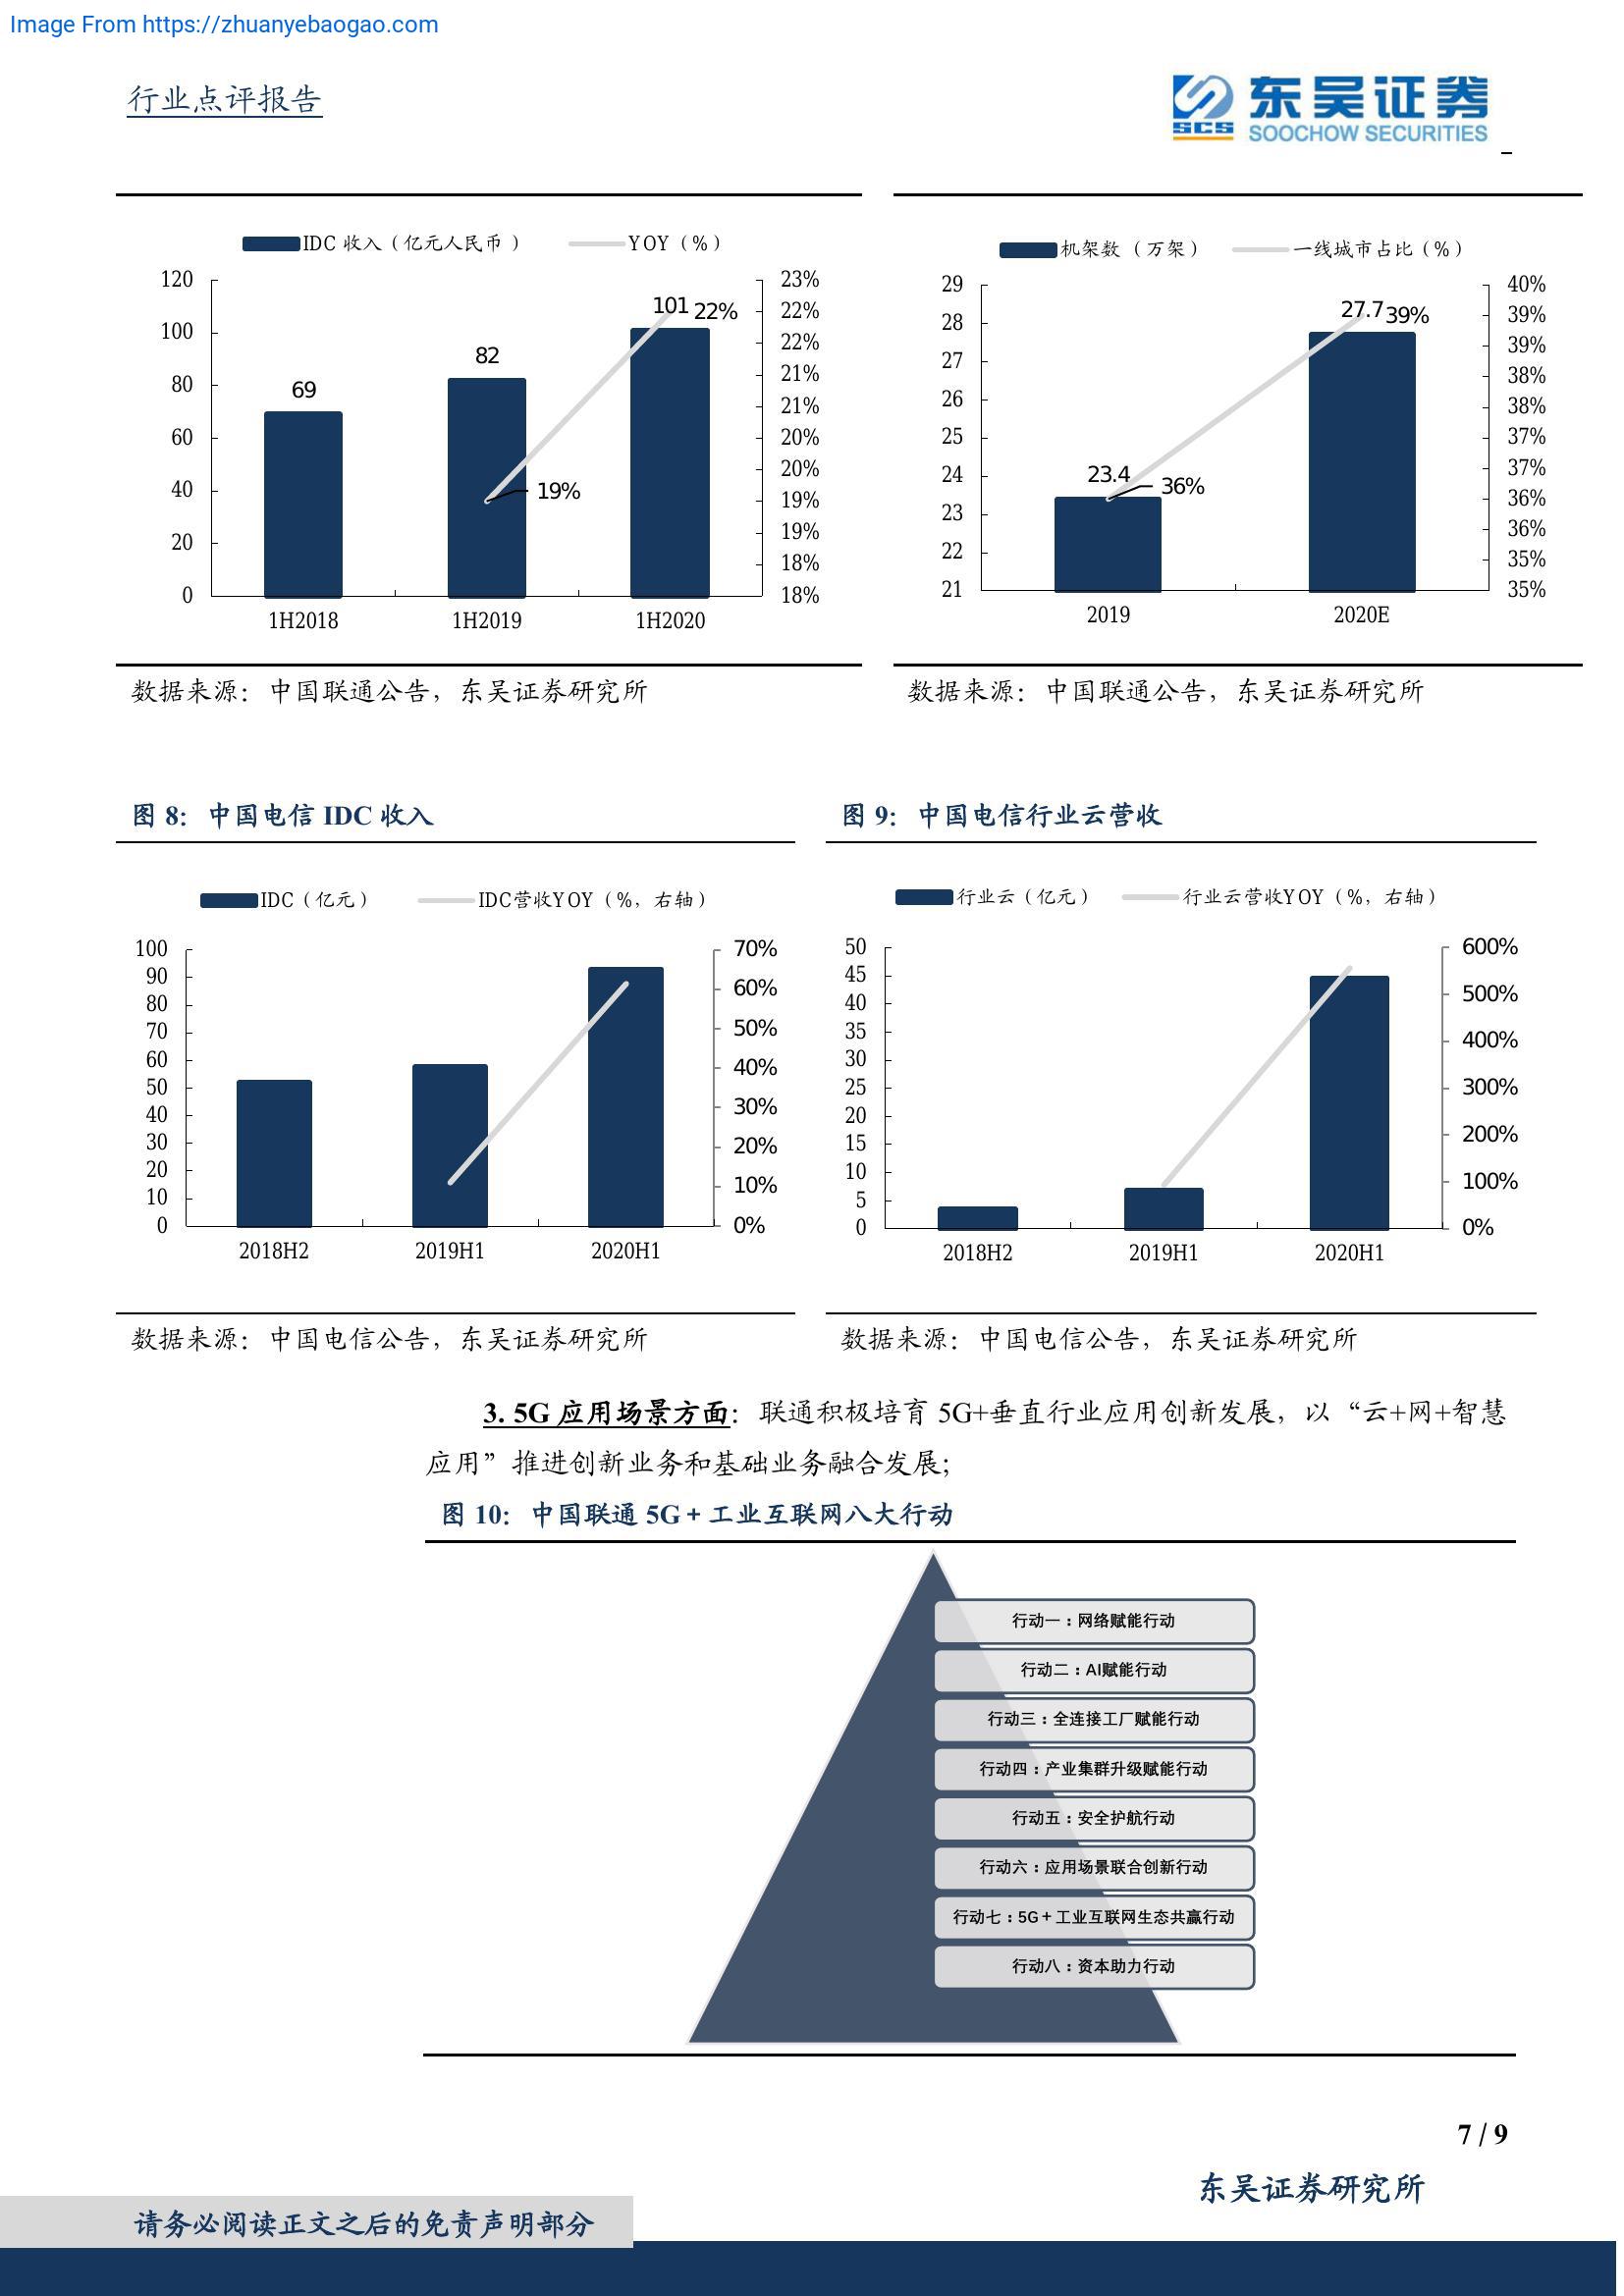 Image From https://zhuanyebaogao.com
行业点评报告
SCS 东吴证券
SOOCHOW SECURITIES
IDC 收入（亿元人民币） YOY（%）
120
100
80
60
40
20
0
69
82
101
19%
22%
23%
22%
22%
21%
21%
20%
20%
19%
19%
18%
18%
1H2018 1H2019 1H2020
数据来源：中国联通公告，东吴证券研究所
机架数（万架） 一线城市占比（%）
29
28
27
26
25
24
23
22
21
23.4
36%
27.7
39%
40%
39%
39%
38%
38%
37%
37%
36%
36%
35%
35%
2019 2020E
数据来源：中国联通公告，东吴证券研究所
图 8：中国电信 IDC 收入
IDC（亿元） IDC营收YOY（%，右轴）
100
90
80
70
60
50
40
30
20
10
0
70%
60%
50%
40%
30%
20%
10%
0%
2018H2 2019H1 2020H1
数据来源：中国电信公告，东吴证券研究所
图 9：中国电信行业云营收
行业云（亿元） 行业云营收YOY（%，右轴）
50
45
40
35
30
25
20
15
10
5
0
600%
500%
400%
300%
200%
100%
0%
2018H2 2019H1 2020H1
数据来源：中国电信公告，东吴证券研究所
3. 5G 应用场景方面：联通积极培育 5G+垂直行业应用创新发展，以“云+网+智慧
应用”推进创新业务和基础业务融合发展；
图 10：中国联通 5G＋工业互联网八大行动
行动一：网络赋能行动
行动二：AI赋能行动
行动三：全连接工厂赋能行动
行动四：产业集群升级赋能行动
行动五：安全护航行动
行动六：应用场景联合创新行动
行动七：5G＋工业互联网生态共赢行动
行动八：资本助力行动
7 / 9
东吴证券研究所
请务必阅读正文之后的免责声明部分